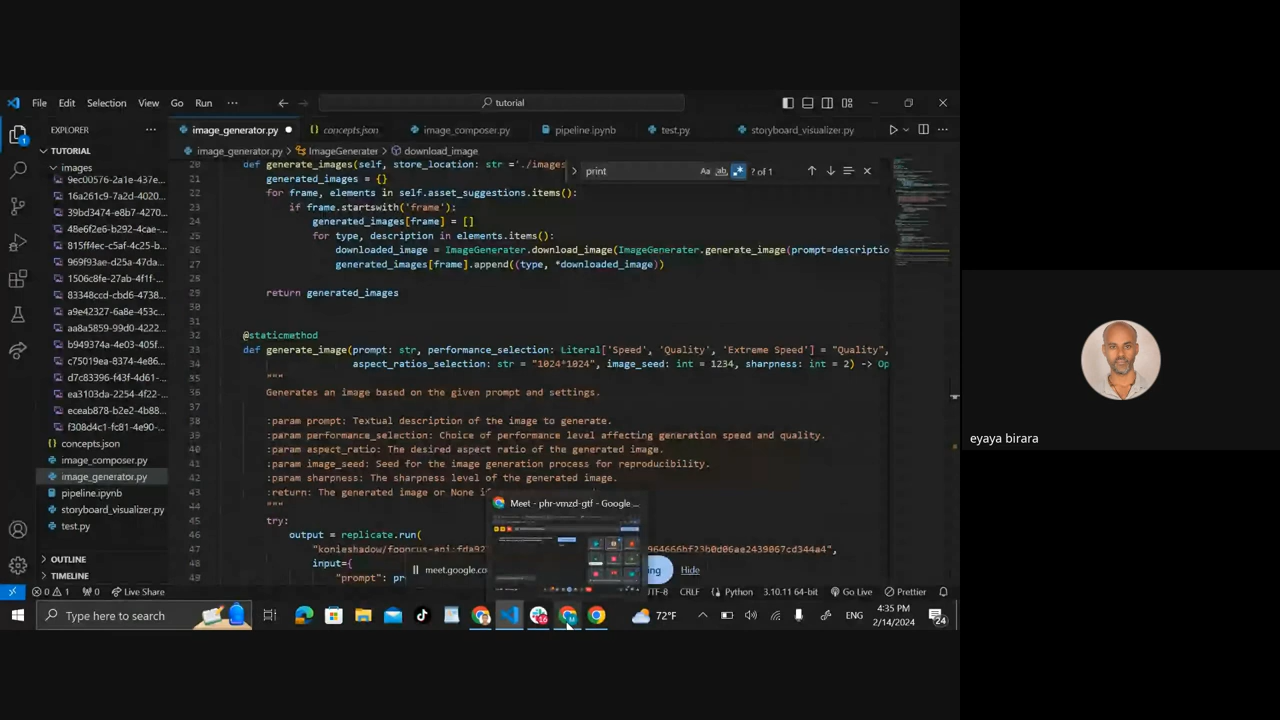 File Edit Selection View Go Run ...
tutorial
EXPLORER ...
image_generator.py concepts.json image_composer.py pipeline.ipynb test.py storyboard_visualizer.py
TUTORIAL
image_generator.py > ImageGenerater > download_image
print
Aa ab ? of 1
images
9ec00576-2a1e-437e...
16a261c9-7a2d-4020...
39bd3474-e8b7-4270...
48e6f2e6-b292-4cae-...
815ff4ec-c5af-4c25-b...
969f93ae-d25a-47da...
1506c8fe-27ab-4f1f-...
83348ccd-cbd6-4738...
a9e42327-6a8e-453c...
aa8a5859-99d0-4222...
b949374a-4e03-405f...
c75019ea-8374-4e86...
d7c83396-f43f-4d61-...
ea3103da-2254-4f22-...
eceab878-b2e2-4b88...
f308d4c1-fc81-4e90-...
concepts.json
image_composer.py
image_generator.py
pipeline.ipynb
storyboard_visualizer.py
test.py
OUTLINE
TIMELINE
20 def generate_images(self, store_location: str ='./images
21 generated_images = {}
22 for frame, elements in self.asset_suggestions.items():
23 if frame.startswith('frame'):
24 generated_images[frame] = []
25 for type, description in elements.items():
26 downloaded_image = ImageGenerater.download_image(ImageGenerater.generate_image(prompt=descriptio
27 generated_images[frame].append((type, *downloaded_image))
28
29 return generated_images
30
31
32 @staticmethod
33 def generate_image(prompt: str, performance_selection: Literal['Speed', 'Quality', 'Extreme Speed'] = "Quality",
34 aspect_ratios_selection: str = "1024*1024", image_seed: int = 1234, sharpness: int = 2) -> Op
35 """
36 Generates an image based on the given prompt and settings.
37
38 :param prompt: Textual description of the image to generate.
39 :param performance_selection: Choice of performance level affecting generation speed and quality.
40 :param aspect_ratio: The desired aspect ratio of the generated image.
41 :param image_seed: Seed for the image generation process for reproducibility.
42 :param sharpness: The sharpness level of the generated image.
43 :return: The generated image or None i
44 """
45 try:
46 output = replicate.run(
47
48 input={
49 "prompt": pr
Meet - phr-vmzd-gtf - Google ...
meet.google.co
Hide
0 1 0 Live Share
UTF-8 CRLF Python 3.10.11 64-bit Go Live Prettier
Type here to search
72°F
ENG
4:35 PM
2/14/2024
24
eyaya birara